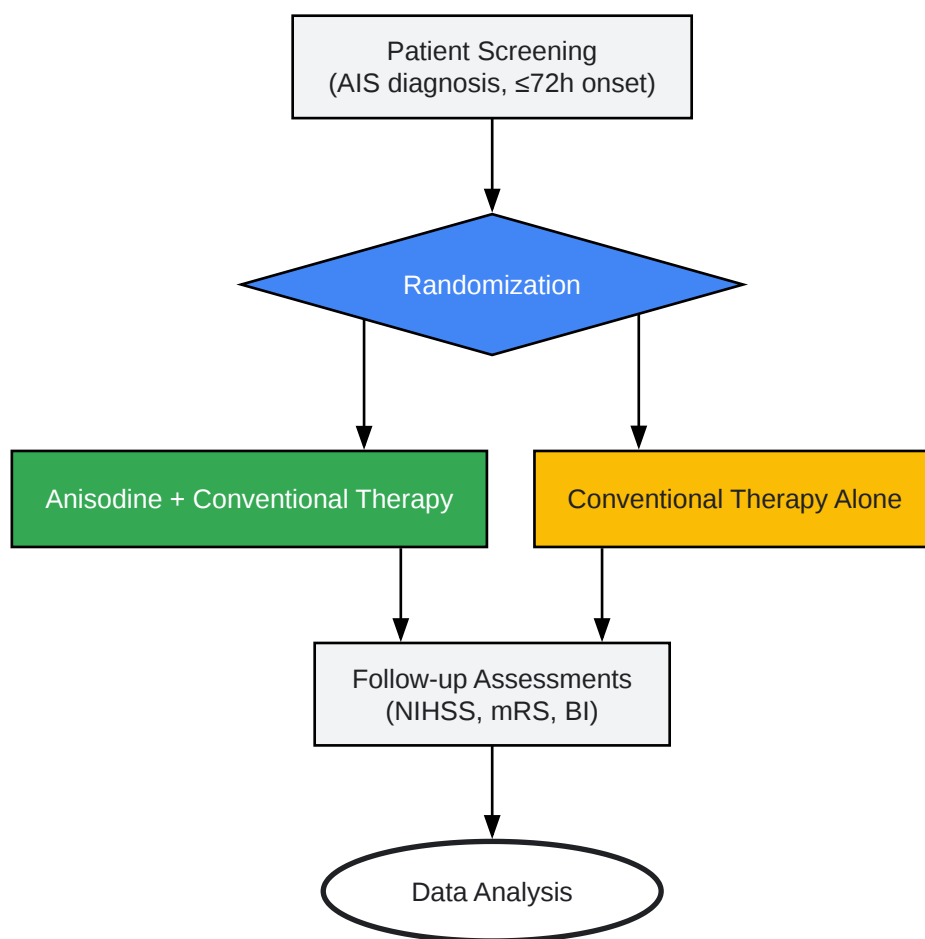 Patient Screening
(AIS diagnosis, ≤72h onset)
Randomization
Anisodine + Conventional Therapy
Conventional Therapy Alone
Follow-up Assessments
(NIHSS, mRS, BI)
Data Analysis